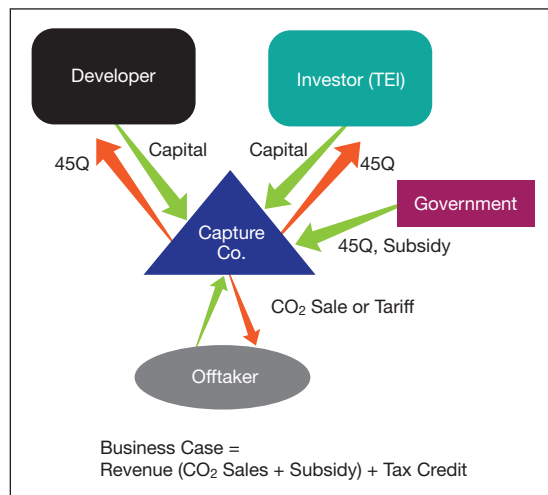 Developer
Investor (TEI)
45Q
Capital
Capital
45Q
Government
Capture
Co.
45Q, Subsidy
CO₂ Sale or Tariff
Offtaker
Business Case =
Revenue (CO₂ Sales + Subsidy) + Tax Credit